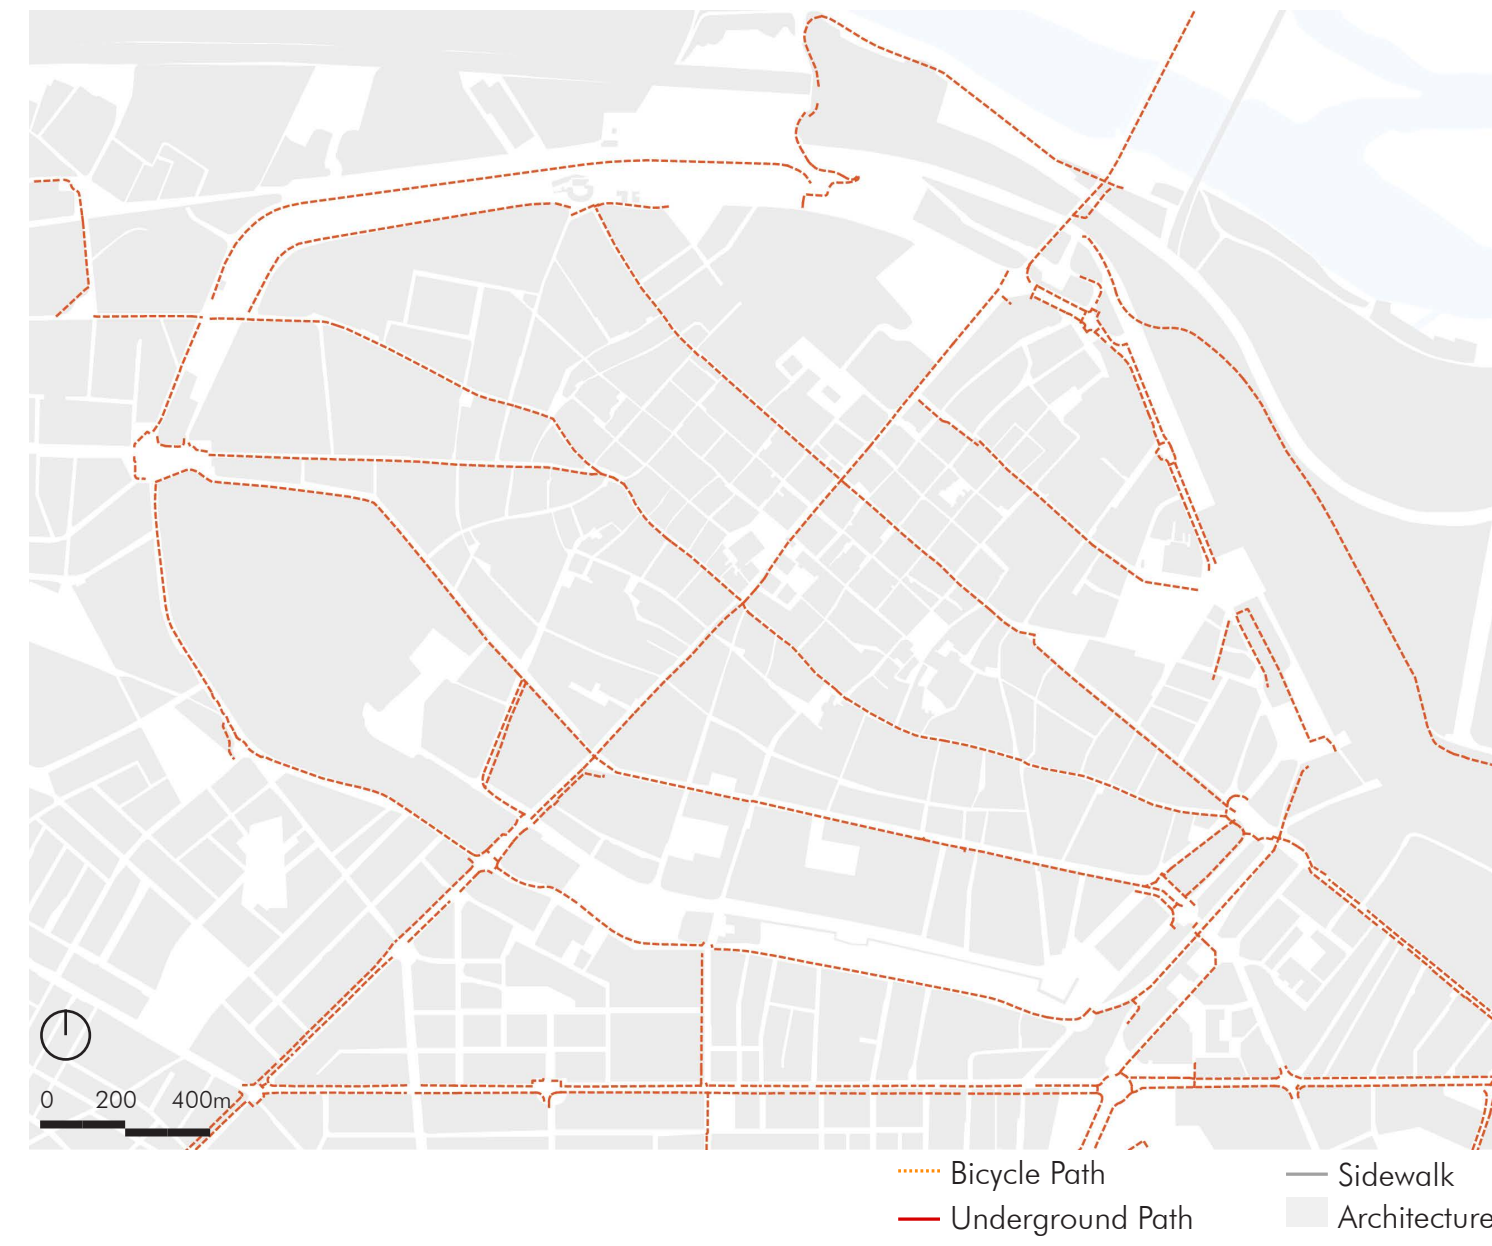 0 200 400m
Bicycle Path
Underground Path
Sidewalk
Architecture